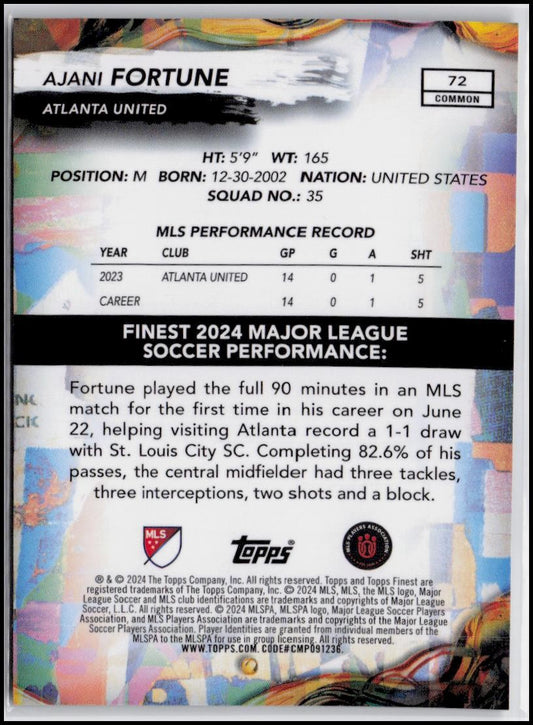 AJANI FORTUNE
ATLANTA UNITED
72
COMMON
HT: 5'9" WT: 165
POSITION: M BORN: 12-30-2002 NATION: UNITED STATES
SQUAD NO.: 35
MLS PERFORMANCE RECORD
YEAR CLUB GP G A SHT
2023 ATLANTA UNITED 14 0 1 5
CAREER 14 0 1 5
FINEST 2024 MAJOR LEAGUE
SOCCER PERFORMANCE:
Fortune played the full 90 minutes in an MLS
match for the first time in his career on June
22, helping visiting Atlanta record a 1-1 draw
with St. Louis City SC. Completing 82.6% of his
passes, the central midfielder had three tackles,
three interceptions, two shots and a block.
MLS
Topps®
MLS PLAYERS ASSOCIATION
® & © 2024 The Topps Company, Inc. All rights reserved. Topps and Topps Finest are
registered trademarks of The Topps Company, Inc. © 2024 MLS, MLS, the MLS logo, Major
League Soccer and MLS club identifications are trademarks and copyrights of Major League
Soccer, L.L.C. All rights reserved. © 2024 MLSPA, MLSPA logo, Major League Soccer Players
Association, and MLS Players Association are trademarks and copyrights of the Major League
Soccer Players Association. Player Identities are granted from individual members of the
MLSPA to the MLSPA for use in group licensing. All rights reserved.
WWW.TOPPS.COM. CODE#CMP091236.